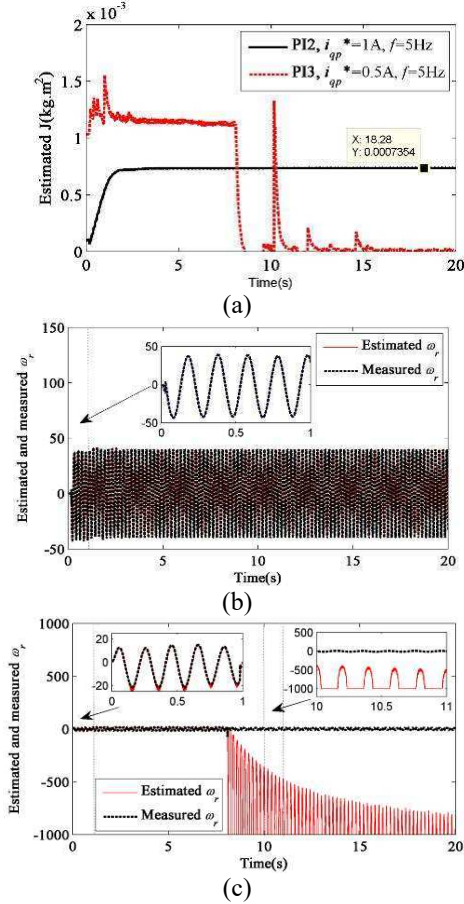 x 10⁻³
2
1.5
1
0.5
0
Estimated J(kg.m²)
PI2, i_qp*=1A, f=5Hz
PI3, i_qp*=0.5A, f=5Hz
X: 18.28
Y: 0.0007354
0 5 10 15 20
Time(s)
(a)
150
100
50
0
-50
Estimated and measured ω_r
50
0
-50
0 0.5 1
Estimated ω_r
Measured ω_r
0 5 10 15 20
Time(s)
(b)
1000
500
0
-500
-1000
Estimated and measured ω_r
20
0
-20
0 0.5 1
0
-500
-1000
10 10.5 11
Estimated ω_r
Measured ω_r
0 5 10 15 20
Time(s)
(c)